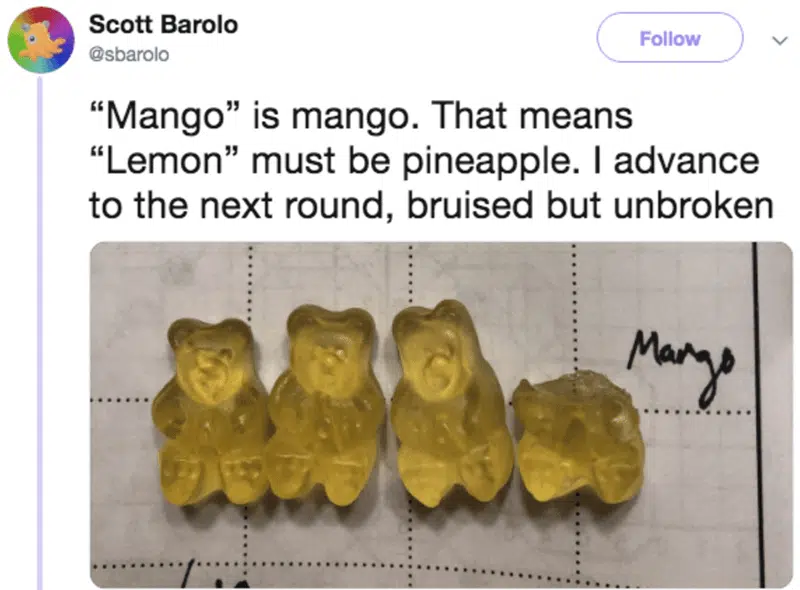 Scott Barolo
@sbarolo
Follow
“Mango” is mango. That means
“Lemon” must be pineapple. I advance
to the next round, bruised but unbroken
Mango